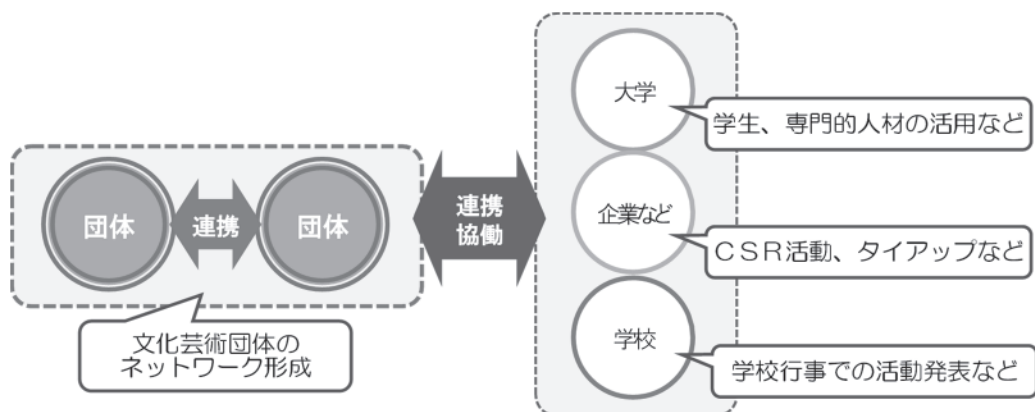 団体
連携
団体
文化芸術団体の
ネットワーク形成
連携
協働
大学
学生、専門的人材の活用など
企業など
ＣＳＲ活動、タイアップなど
学校
学校行事での活動発表など